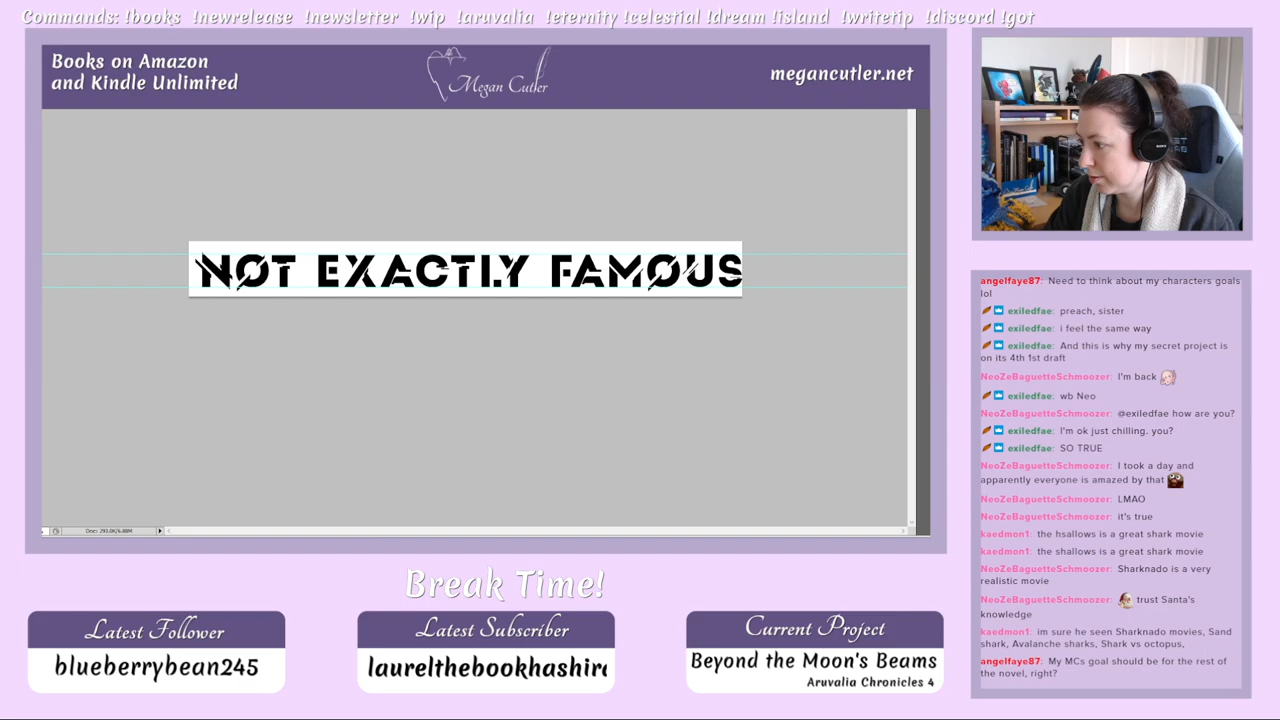 Commands: !books !newrelease !newsletter !wip !aruvalia !eternity !celestial !dream !island !writetip !discord !got
Books on Amazon
and Kindle Unlimited
Megan Cutler
megancutler.net
NOT EXACTLY FAMOUS
Doc: 293.0K/6.88M
Break Time!
Latest Follower
blueberrybean245
Latest Subscriber
laurelthebookhashira
Current Project
Beyond the Moon's Beams
Aruvalia Chronicles 4
angelfaye87: Need to think about my characters goals
lol
exiledfae: preach, sister
exiledfae: i feel the same way
exiledfae: And this is why my secret project is
on its 4th 1st draft
NeoZeBaguetteSchmoozer: I'm back
exiledfae: wb Neo
NeoZeBaguetteSchmoozer: @exiledfae how are you?
exiledfae: I'm ok just chilling. you?
exiledfae: SO TRUE
NeoZeBaguetteSchmoozer: I took a day and
apparently everyone is amazed by that
NeoZeBaguetteSchmoozer: LMAO
NeoZeBaguetteSchmoozer: it's true
kaedmon1: the hsallows is a great shark movie
kaedmon1: the shallows is a great shark movie
NeoZeBaguetteSchmoozer: Sharknado is a very
realistic movie
NeoZeBaguetteSchmoozer: trust Santa's
knowledge
kaedmon1: im sure he seen Sharknado movies, Sand
shark, Avalanche sharks, Shark vs octopus,
angelfaye87: My MCs goal should be for the rest of
the novel, right?